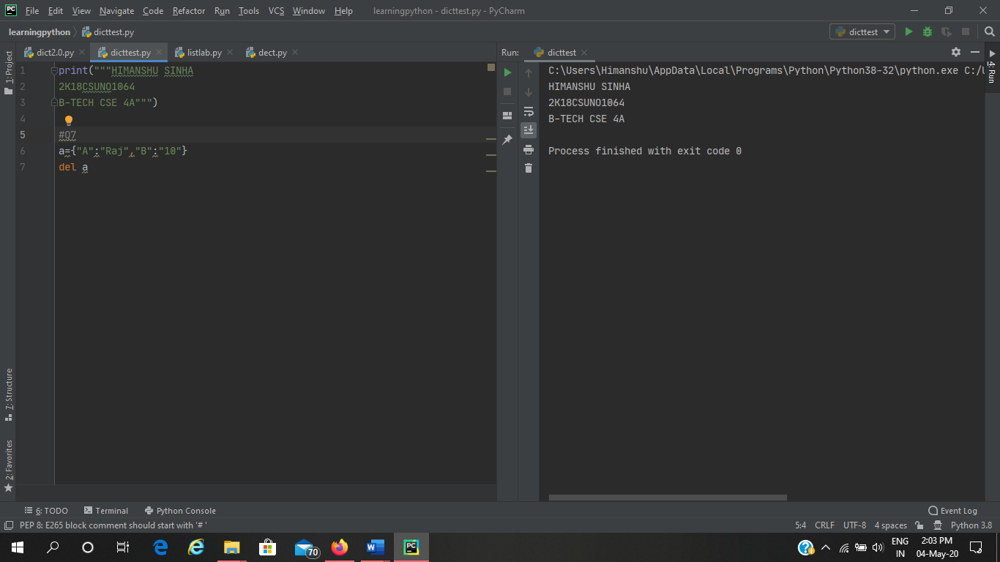 File Edit View Navigate Code Refactor Run Tools VCS Window Help learningpython - dicttest.py - PyCharm
learningpython dicttest.py dicttest
1: Project
dict2.0.py dicttest.py listlab.py dect.py
Run: dicttest
4: Run
1 print("""HIMANSHU SINHA
2 2K18CSUNO1064
3 B-TECH CSE 4A""")
4
5 #Q7
6 a={"A":"Raj","B":"10"}
7 del a
C:\Users\Himanshu\AppData\Local\Programs\Python\Python38-32\python.exe C:/
HIMANSHU SINHA
2K18CSUNO1064
B-TECH CSE 4A
Process finished with exit code 0
7: Structure
2: Favorites
6: TODO Terminal Python Console Event Log
PEP 8: E265 block comment should start with '# ' 5:4 CRLF UTF-8 4 spaces Python 3.8
70
PC
ENG
IN
2:03 PM
04-May-20